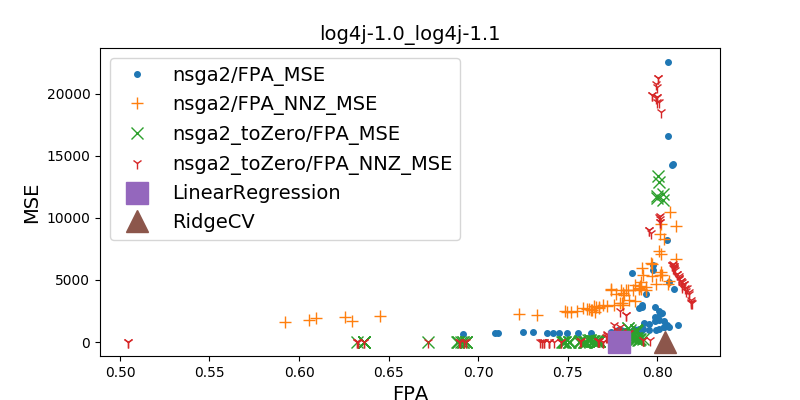 log4j-1.0_log4j-1.1
nsga2/FPA_MSE
nsga2/FPA_NNZ_MSE
nsga2_toZero/FPA_MSE
nsga2_toZero/FPA_NNZ_MSE
LinearRegression
RidgeCV
MSE
20000
15000
10000
5000
0
0.50 0.55 0.60 0.65 0.70 0.75 0.80
FPA